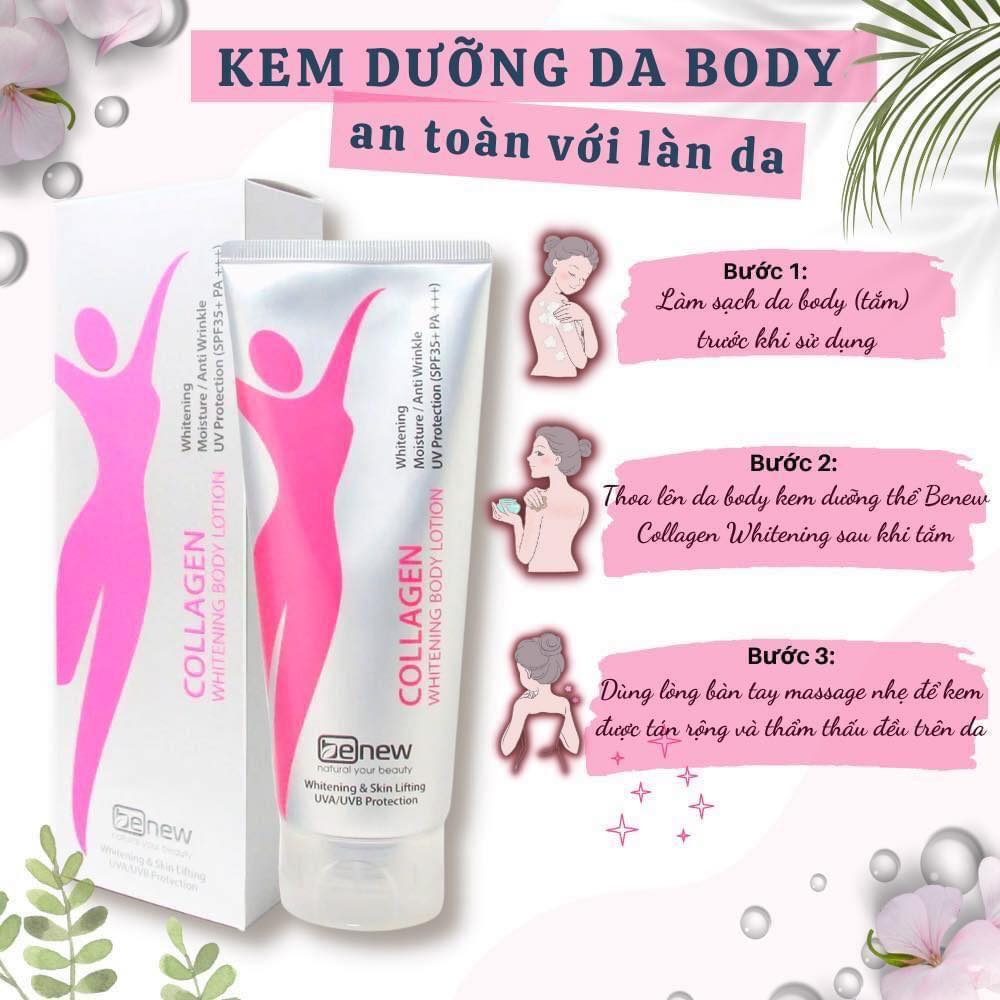 KEM DƯỠNG DA BODY
an toàn với làn da
Bước 1:
Làm sạch da body (tắm)
trước khi sử dụng
Bước 2:
Thoa lên da body kem dưỡng thể Benew
Collagen Whitening sau khi tắm
Bước 3:
Dùng lòng bàn tay massage nhẹ để kem
được tán rộng và thẩm thấu đều trên da
COLLAGEN
WHITENING BODY LOTION
Whitening
Moisture / Anti Wrinkle
UV Protection (SPF35+ PA +++)
benew
natural your beauty
Whitening & Skin Lifting
UVA/UVB Protection
COLLAGEN
WHITENING BODY LOTION
Whitening
Moisture / Anti Wrinkle
UV Protection (SPF35+ PA +++)
benew
natural your beauty
Whitening & Skin Lifting
UVA/UVB Protection